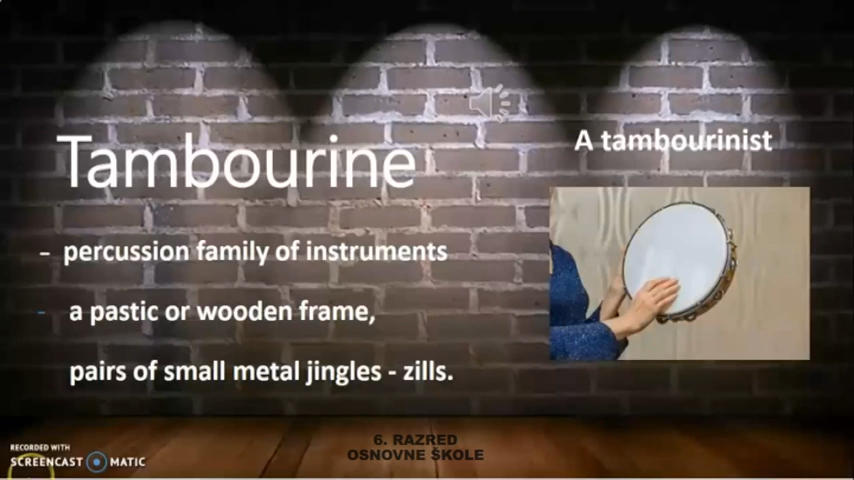 Tambourine
- percussion family of instruments
- a pastic or wooden frame,
pairs of small metal jingles - zills.
A tambourinist
6. RAZRED
OSNOVNE ŠKOLE
RECORDED WITH
SCREENCAST MATIC